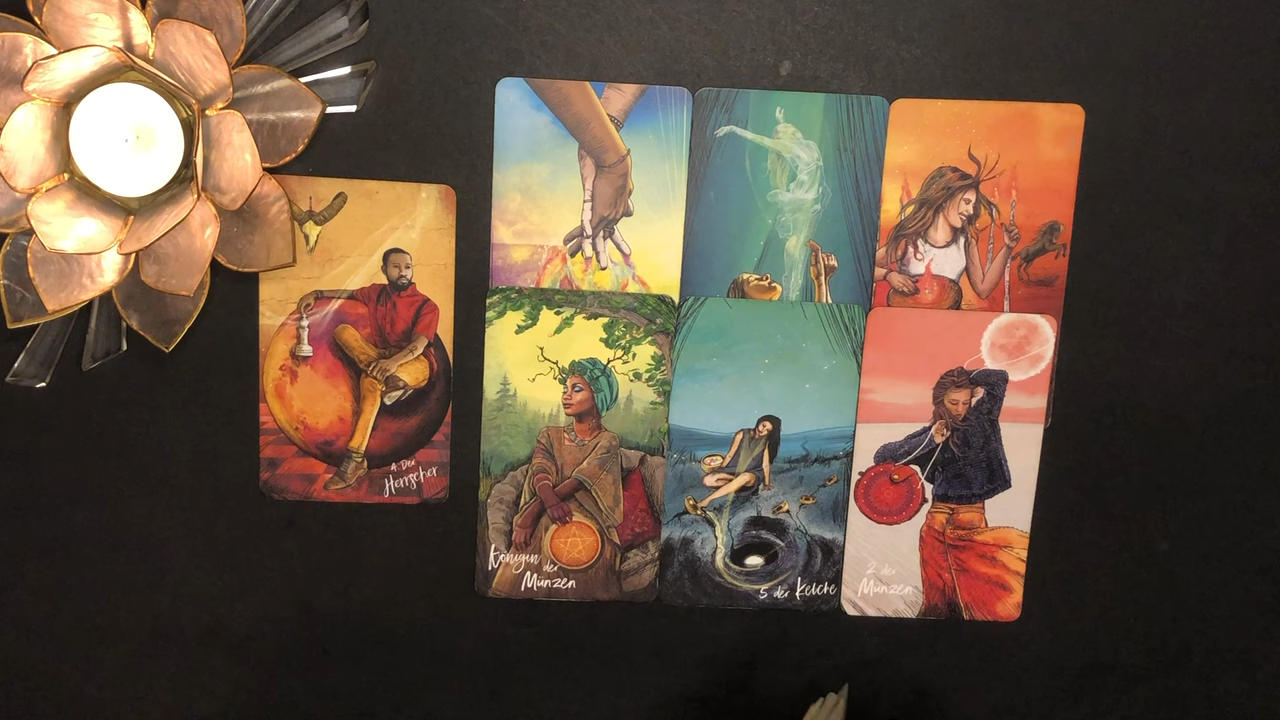 4. Der
Herrscher
Königin
der
Münzen
5 der Kelche
2 der
Münzen